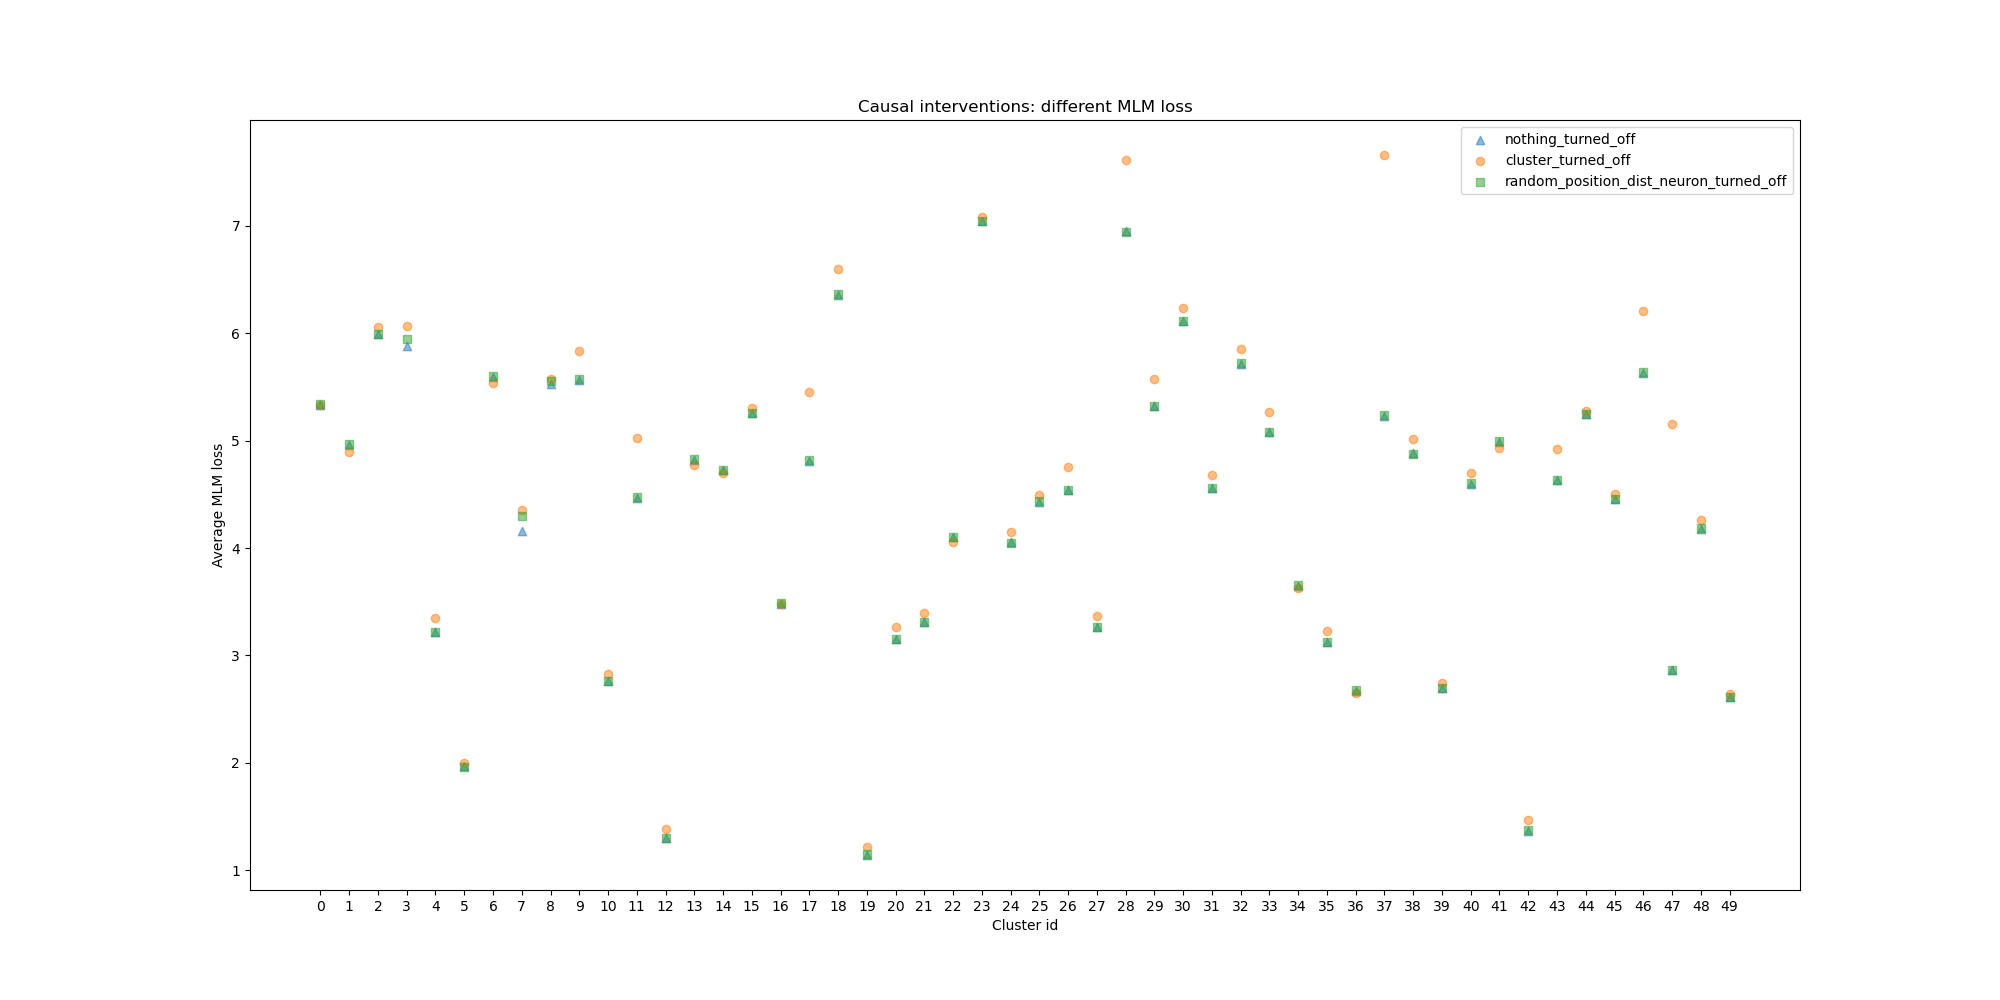 Causal interventions: different MLM loss
nothing_turned_off
cluster_turned_off
random_position_dist_neuron_turned_off
Average MLM loss
7
6
5
4
3
2
1
0 1 2 3 4 5 6 7 8 9 10 11 12 13 14 15 16 17 18 19 20 21 22 23 24 25 26 27 28 29 30 31 32 33 34 35 36 37 38 39 40 41 42 43 44 45 46 47 48 49
Cluster id